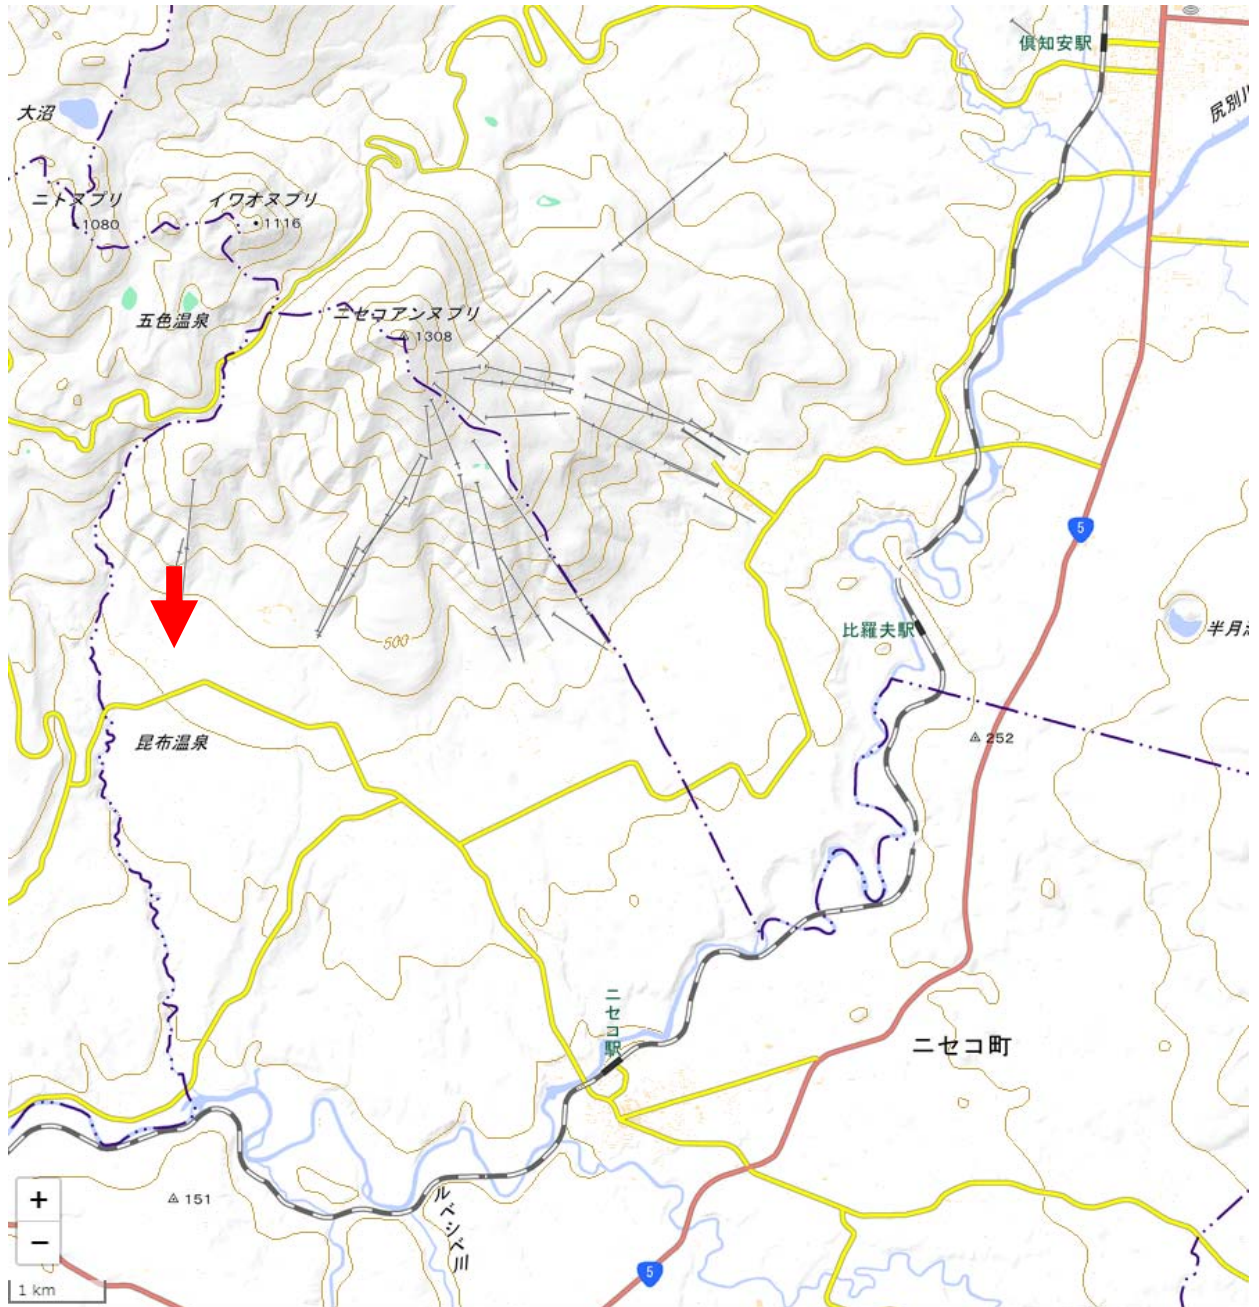 倶知安駅
尻別川
大沼
ニトヌプリ
1080
イワオヌプリ
1116
五色温泉
ニセコアンヌプリ
1308
5
比羅夫駅
半月
500
252
昆布温泉
ニセコ駅
ニセコ町
151
ルベシベ川
5
+
−
1 km